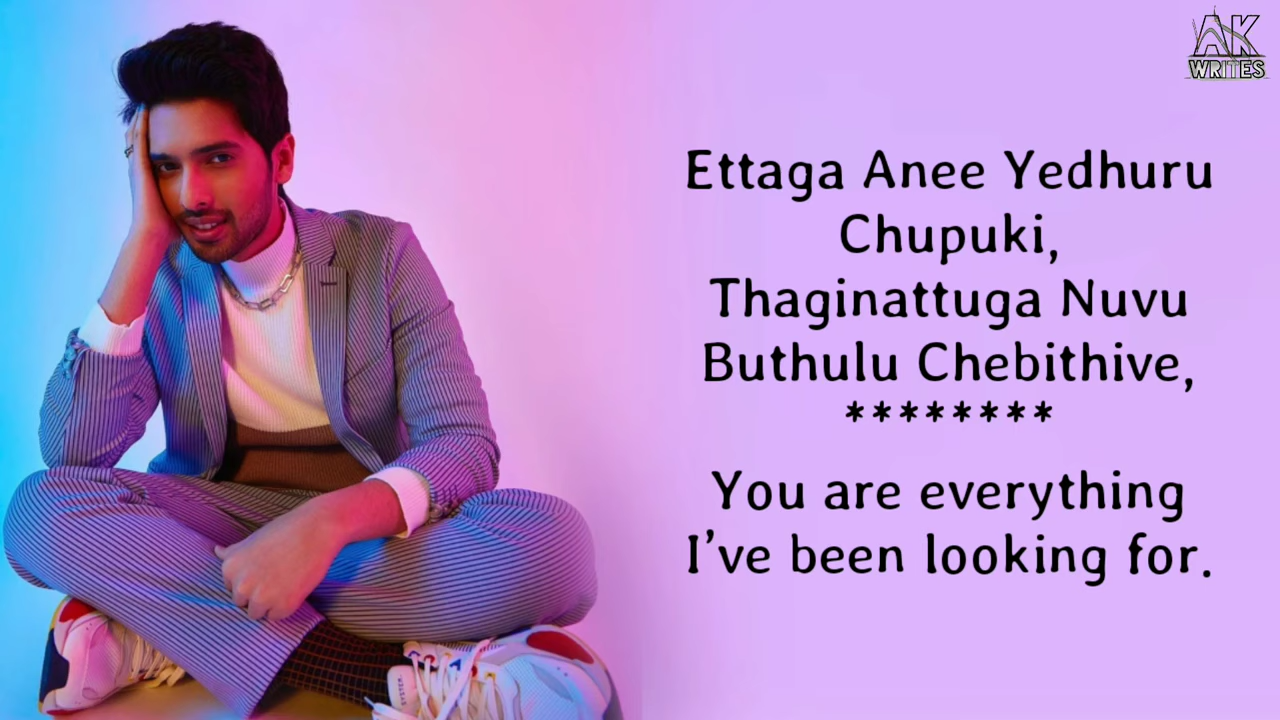 AK
WRITES
Ettaga Anee Yedhuru
Chupuki,
Thaginattuga Nuvu
Buthulu Chebithive,
********
You are everything
I've been looking for.